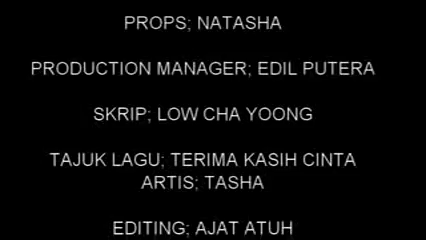 PROPS; NATASHA
PRODUCTION MANAGER; EDIL PUTERA
SKRIP; LOW CHA YOONG
TAJUK LAGU; TERIMA KASIH CINTA
ARTIS; TASHA
EDITING; AJAT ATUH